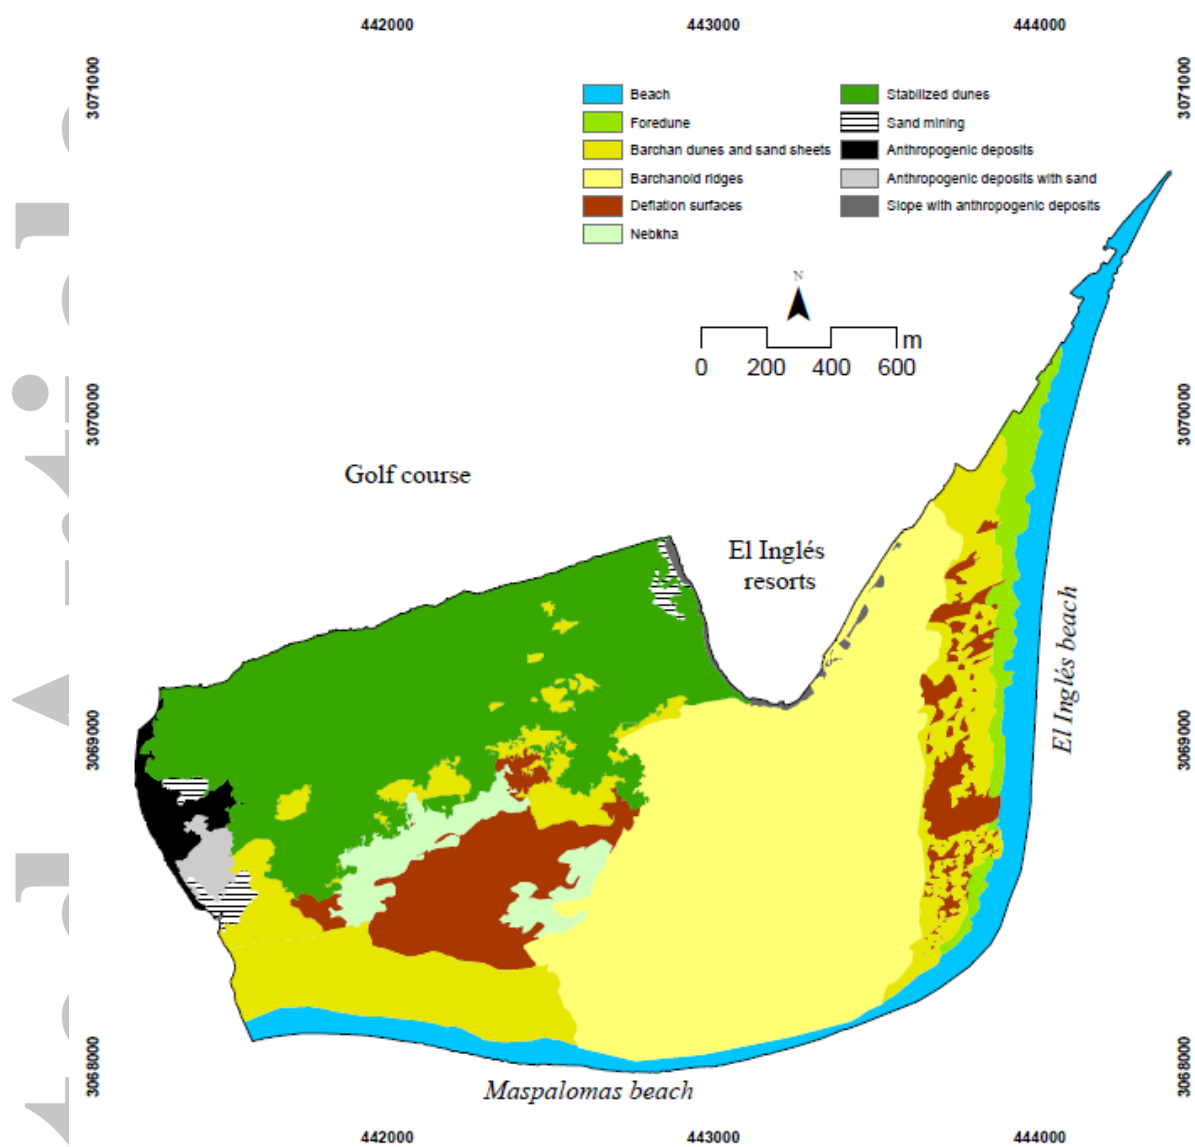 442000 443000 444000
3071000 3071000
Beach Stabilized dunes
Foredune Sand mining
Barchan dunes and sand sheets Anthropogenic deposits
Barchanoid ridges Anthropogenic deposits with sand
Deflation surfaces Slope with anthropogenic deposits
Nebkha
N
m
0 200 400 600
3070000 3070000
Golf course
El Inglés
resorts
El Inglés beach
3069000 3069000
3068000 3068000
Maspalomas beach
442000 443000 444000